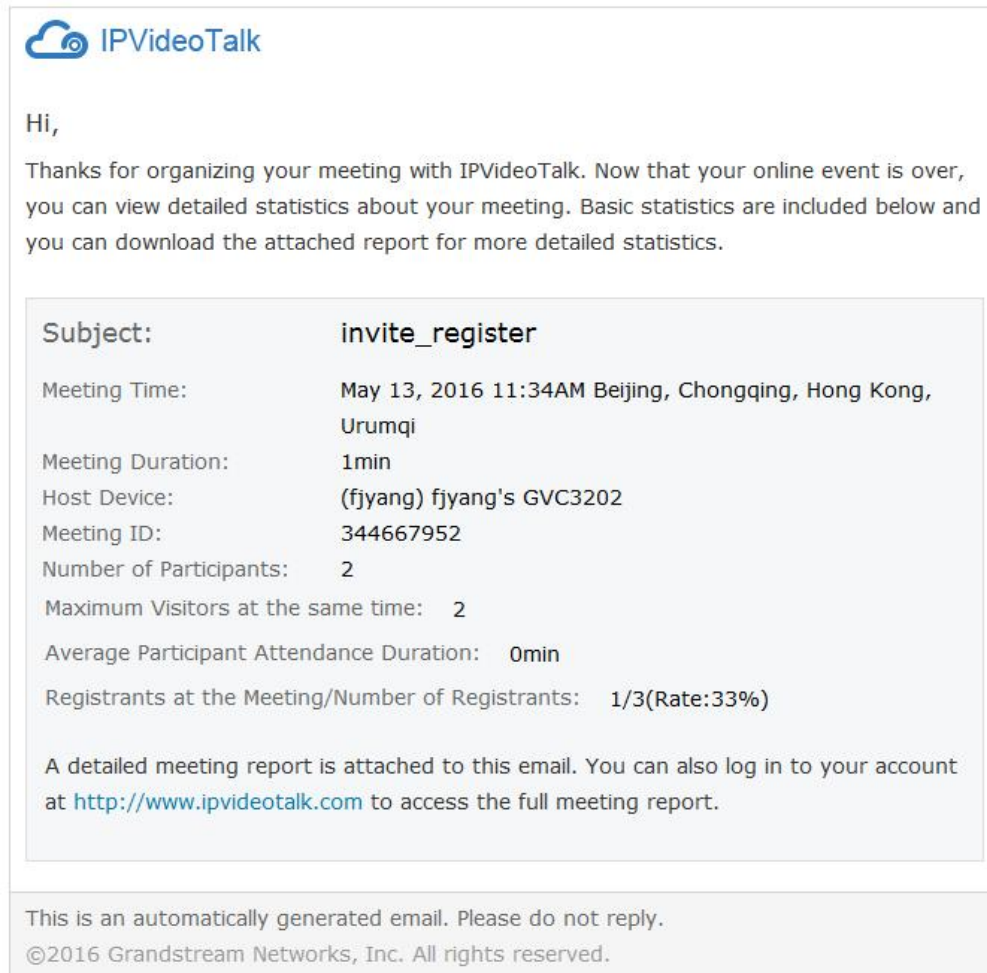 IPVideoTalk
Hi,
Thanks for organizing your meeting with IPVideoTalk. Now that your online event is over,
you can view detailed statistics about your meeting. Basic statistics are included below and
you can download the attached report for more detailed statistics.
Subject: invite_register
Meeting Time: May 13, 2016 11:34AM Beijing, Chongqing, Hong Kong,
Urumqi
Meeting Duration: 1min
Host Device: (fjyang) fjyang's GVC3202
Meeting ID: 344667952
Number of Participants: 2
Maximum Visitors at the same time: 2
Average Participant Attendance Duration: 0min
Registrants at the Meeting/Number of Registrants: 1/3(Rate:33%)
A detailed meeting report is attached to this email. You can also log in to your account
at http://www.ipvideotalk.com to access the full meeting report.
This is an automatically generated email. Please do not reply.
©2016 Grandstream Networks, Inc. All rights reserved.